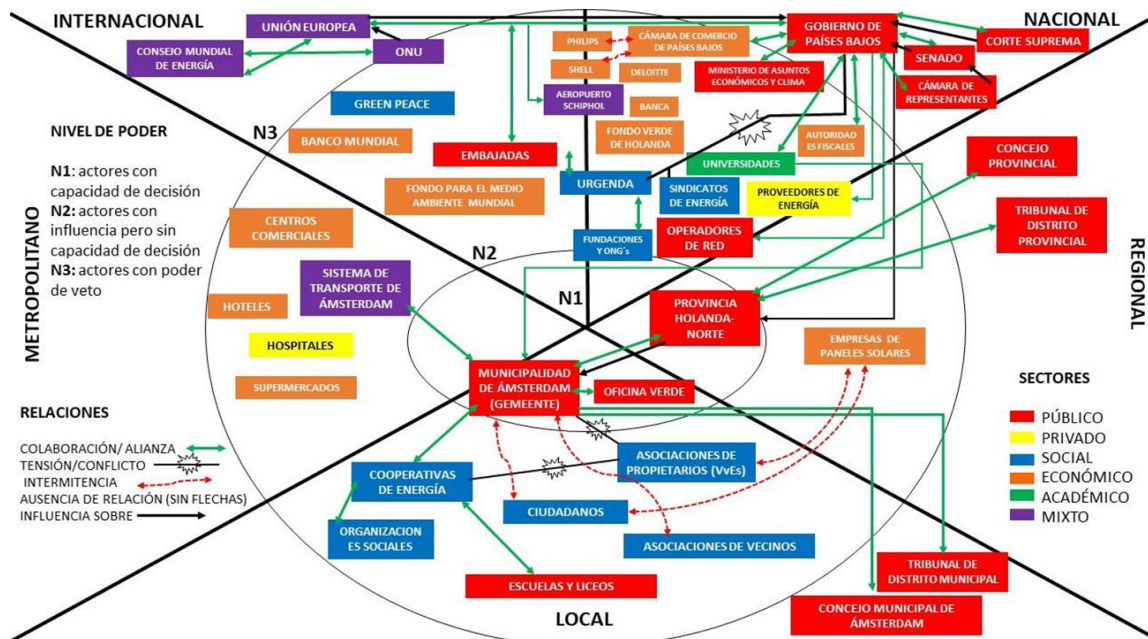 INTERNACIONAL
NACIONAL
METROPOLITANO
REGIONAL
LOCAL
UNIÓN EUROPEA
CONSEJO MUNDIAL
DE ENERGÍA
ONU
GREEN PEACE
BANCO MUNDIAL
EMBAJADAS
FONDO PARA EL MEDIO
AMBIENTE MUNDIAL
PHILIPS
CÁMARA DE COMERCIO
DE PAÍSES BAJOS
SHELL
DELOITTE
AEROPUERTO
SCHIPHOL
BANCA
FONDO VERDE
DE HOLANDA
GOBIERNO DE
PAÍSES BAJOS
CORTE SUPREMA
SENADO
CÁMARA DE
REPRESENTANTES
MINISTERIO DE ASUNTOS
ECONÓMICOS Y CLIMA
AUTORIDAD
ES FISCALES
UNIVERSIDADES
URGENDA
SINDICATOS
DE ENERGÍA
PROVEEDORES DE
ENERGÍA
OPERADORES
DE RED
FUNDACIONES
Y ONG´s
CONCEJO
PROVINCIAL
TRIBUNAL DE
DISTRITO
PROVINCIAL
PROVINCIA
HOLANDA-
NORTE
EMPRESAS DE
PANELES SOLARES
N3
N2
N1
NIVEL DE PODER
N1: actores con
capacidad de decisión
N2: actores con
influencia pero sin
capacidad de decisión
N3: actores con poder
de veto
CENTROS
COMERCIALES
SISTEMA DE
TRANSPORTE DE
ÁMSTERDAM
HOTELES
HOSPITALES
SUPERMERCADOS
MUNICIPALIDAD
DE ÁMSTERDAM
(GEMEENTE)
OFICINA VERDE
COOPERATIVAS
DE ENERGÍA
ASOCIACIONES DE
PROPIETARIOS (VvEs)
CIUDADANOS
ORGANIZACION
ES SOCIALES
ASOCIACIONES DE VECINOS
ESCUELAS Y LICEOS
TRIBUNAL DE
DISTRITO MUNICIPAL
CONCEJO MUNICIPAL DE
ÁMSTERDAM
RELACIONES
COLABORACIÓN/ ALIANZA
TENSIÓN/CONFLICTO
INTERMITENCIA
AUSENCIA DE RELACIÓN (SIN FLECHAS)
INFLUENCIA SOBRE
SECTORES
PÚBLICO
PRIVADO
SOCIAL
ECONÓMICO
ACADÉMICO
MIXTO